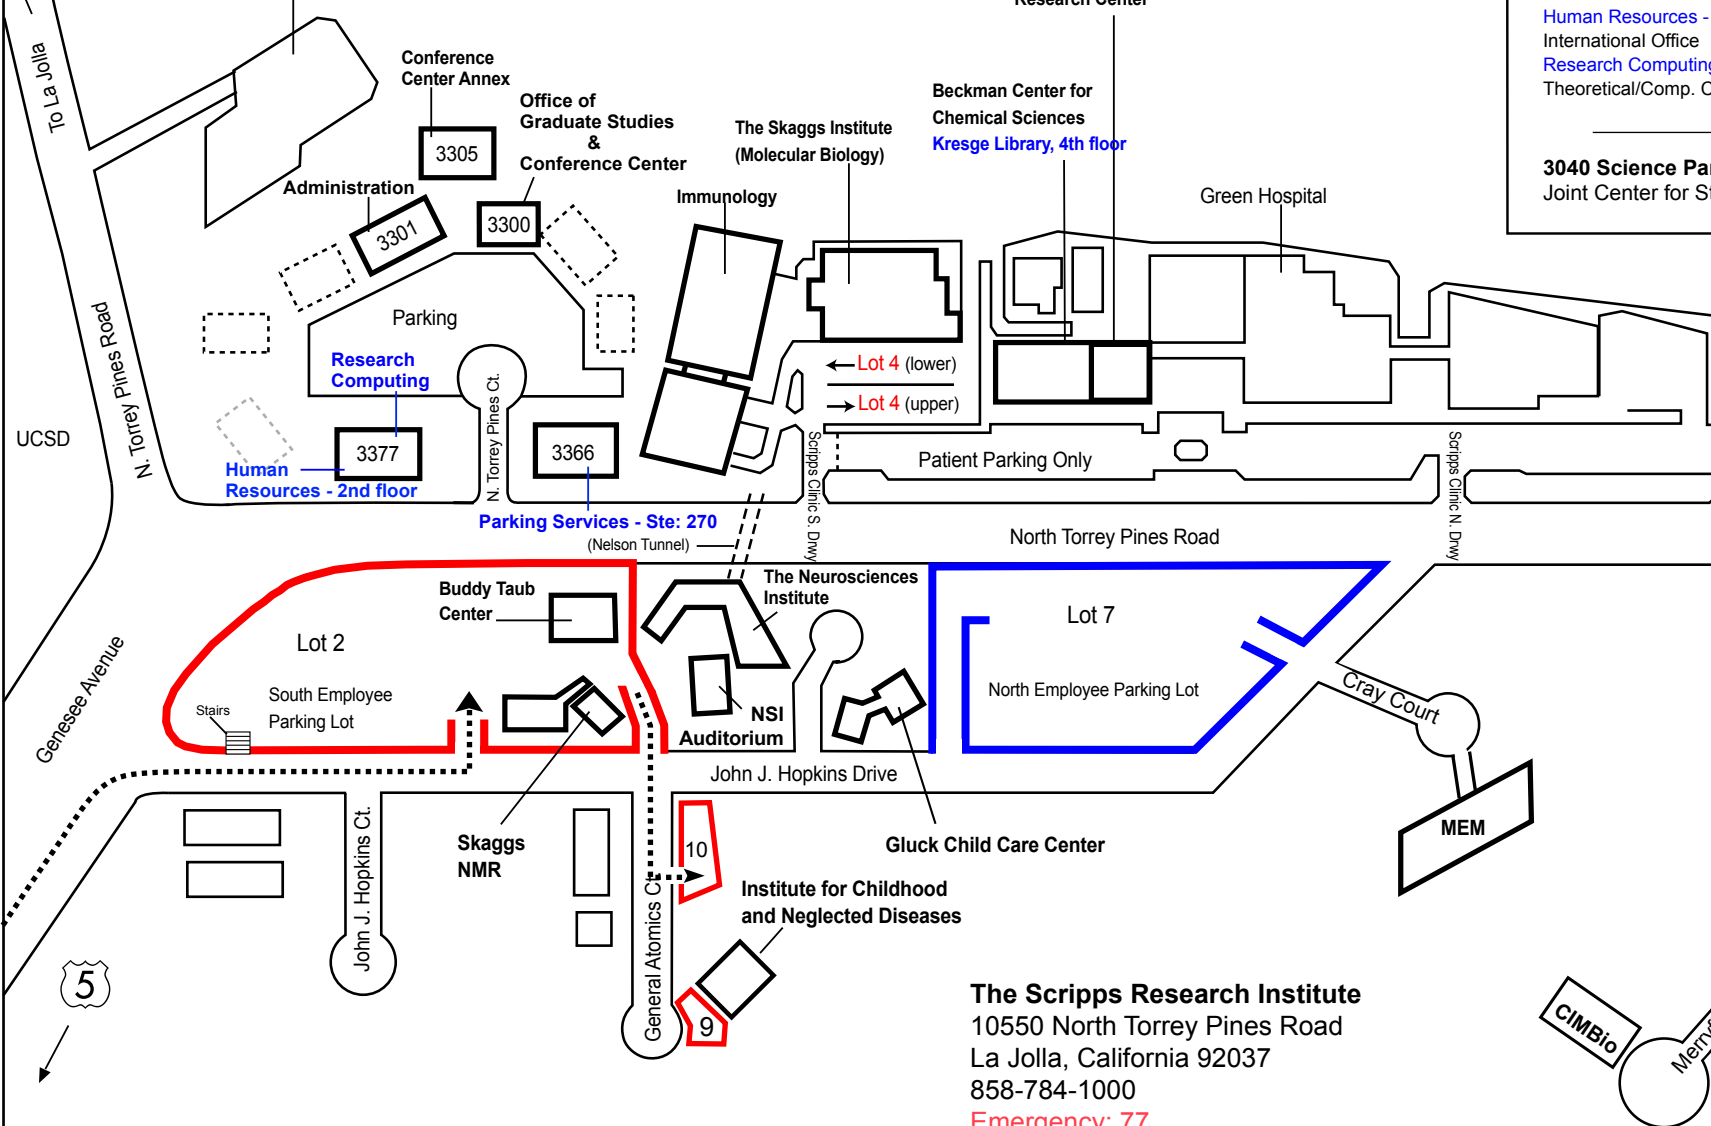 Research Center
Human Resources -
International Office
Research Computing
Theoretical/Comp. C
3040 Science Par
Joint Center for St
To La Jolla
Conference
Center Annex
3305
Office of
Graduate Studies
&
Conference Center
3300
Administration
3301
The Skaggs Institute
(Molecular Biology)
Beckman Center for
Chemical Sciences
Kresge Library, 4th floor
Immunology
Green Hospital
N. Torrey Pines Road
Parking
Research
Computing
N. Torrey Pines Ct.
Lot 4 (lower)
Lot 4 (upper)
UCSD
3377
Human
Resources - 2nd floor
3366
Parking Services - Ste: 270
(Nelson Tunnel)
Scripps Clinic S. Drwy
Patient Parking Only
Scripps Clinic N. Drwy
North Torrey Pines Road
Buddy Taub
Center
The Neurosciences
Institute
Lot 2
South Employee
Parking Lot
Stairs
Genesee Avenue
NSI
Auditorium
Lot 7
North Employee Parking Lot
Cray Court
John J. Hopkins Drive
MEM
Skaggs
NMR
John J. Hopkins Ct.
General Atomics Ct.
10
Gluck Child Care Center
Institute for Childhood
and Neglected Diseases
9
5
The Scripps Research Institute
10550 North Torrey Pines Road
La Jolla, California 92037
858-784-1000
Emergency: 77
CIMBio
Merryf